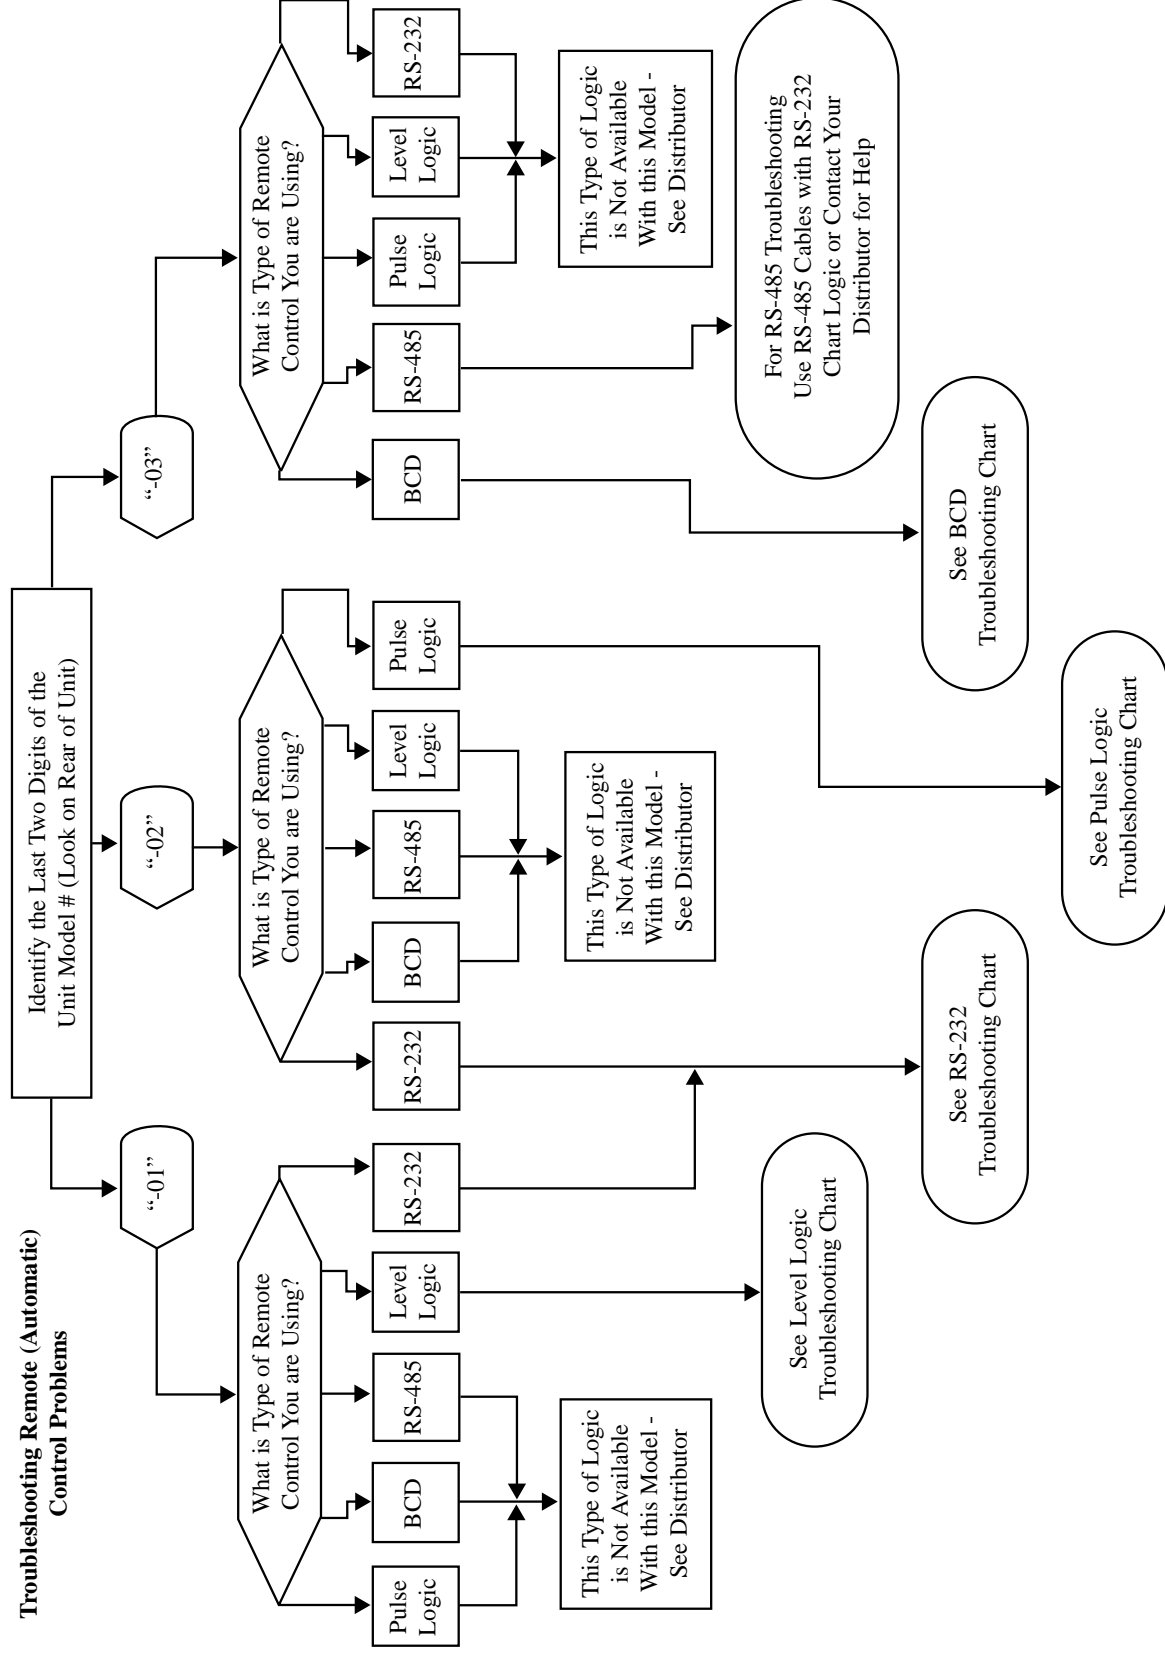 Troubleshooting Remote (Automatic)
Control Problems
Identify the Last Two Digits of the
Unit Model # (Look on Rear of Unit)
“-01”
“-02”
“-03”
What is Type of Remote
Control You are Using?
What is Type of Remote
Control You are Using?
What is Type of Remote
Control You are Using?
Pulse
Logic
BCD
RS-485
Level
Logic
RS-232
RS-232
BCD
RS-485
Level
Logic
Pulse
Logic
BCD
RS-485
Pulse
Logic
Level
Logic
RS-232
This Type of Logic
is Not Available
With this Model -
See Distributor
This Type of Logic
is Not Available
With this Model -
See Distributor
This Type of Logic
is Not Available
With this Model -
See Distributor
See Level Logic
Troubleshooting Chart
For RS-485 Troubleshooting
Use RS-485 Cables with RS-232
Chart Logic or Contact Your
Distributor for Help
See RS-232
Troubleshooting Chart
See BCD
Troubleshooting Chart
See Pulse Logic
Troubleshooting Chart